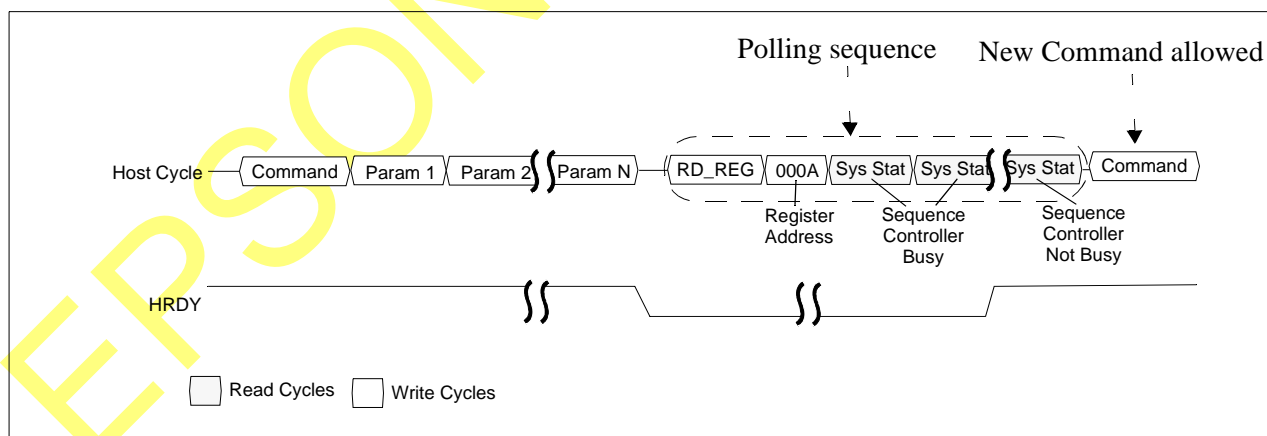 EPSON
Polling sequence
New Command allowed
Host Cycle
Command
Param 1
Param 2
Param N
RD_REG
000A
Sys Stat
Sys Stat
Sys Stat
Command
Register
Address
Sequence
Controller
Busy
Sequence
Controller
Not Busy
HRDY
Read Cycles
Write Cycles